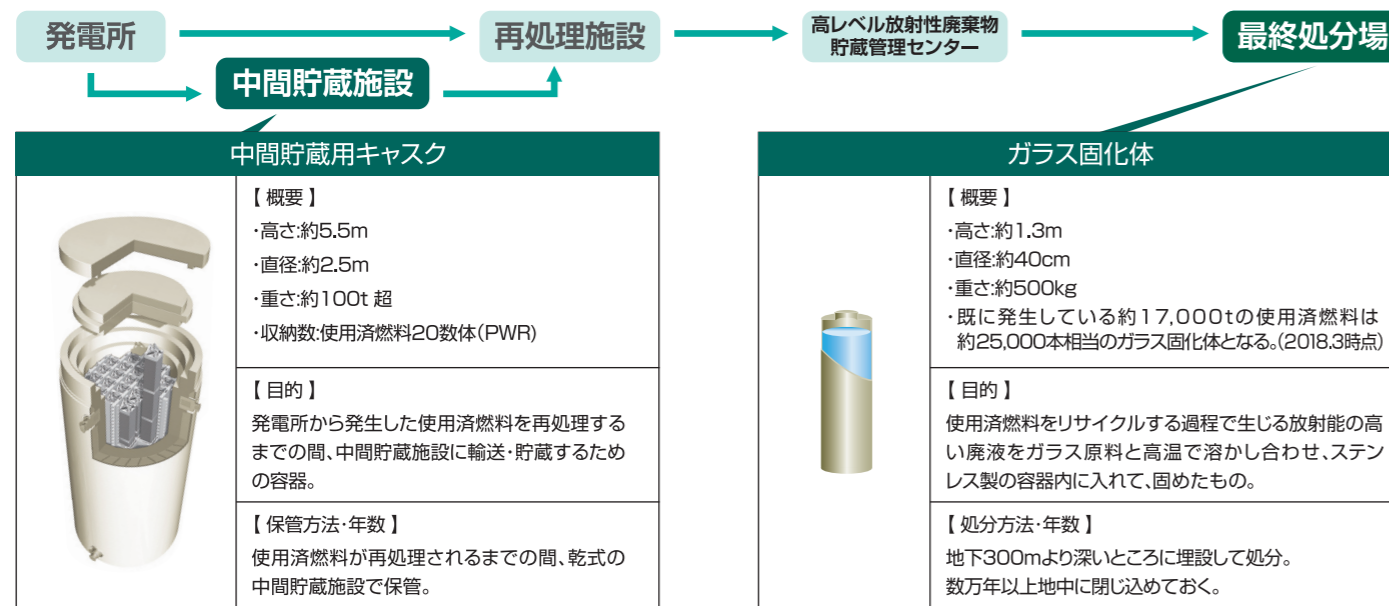 発電所
再処理施設
高レベル放射性廃棄物
貯蔵管理センター
最終処分場
中間貯蔵施設
中間貯蔵用キャスク
【概要】
・高さ:約5.5m
・直径:約2.5m
・重さ:約100t 超
・収納数:使用済燃料20数体(PWR)
【目的】
発電所から発生した使用済燃料を再処理する
までの間、中間貯蔵施設に輸送・貯蔵するため
の容器。
【保管方法・年数】
使用済燃料が再処理されるまでの間、乾式の
中間貯蔵施設で保管。
ガラス固化体
【概要】
・高さ:約1.3m
・直径:約40cm
・重さ:約500kg
・既に発生している約17,000tの使用済燃料は
約25,000本相当のガラス固化体となる。(2018.3時点)
【目的】
使用済燃料をリサイクルする過程で生じる放射能の高
い廃液をガラス原料と高温で溶かし合わせ、ステン
レス製の容器内に入れて、固めたもの。
【処分方法・年数】
地下300mより深いところに埋設して処分。
数万年以上地中に閉じ込めておく。